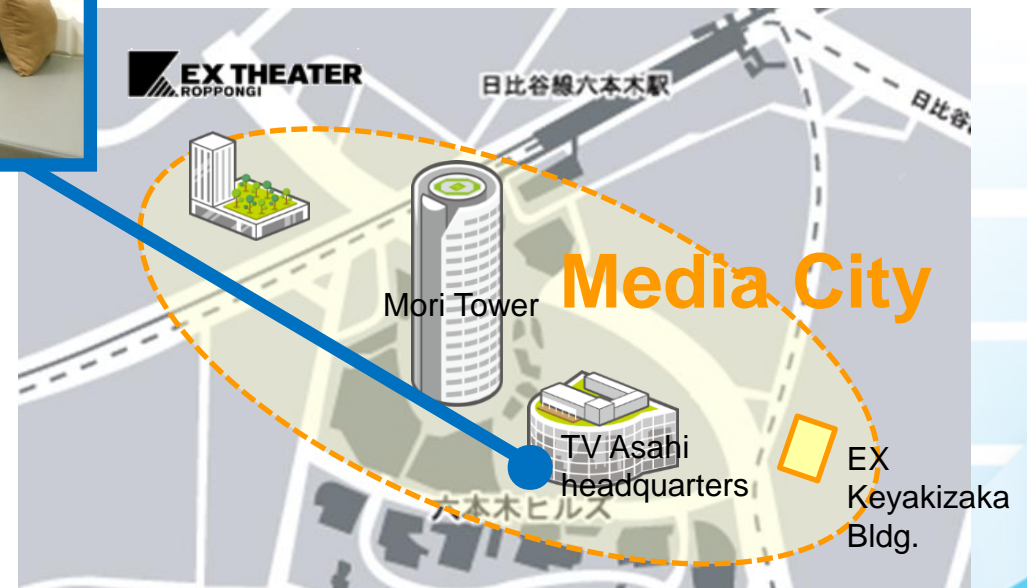 EX THEATER
ROPPONGI
日比谷線六本木駅
日比谷
Media City
Mori Tower
TV Asahi
headquarters
六本木ヒルズ
EX
Keyakizaka
Bldg.